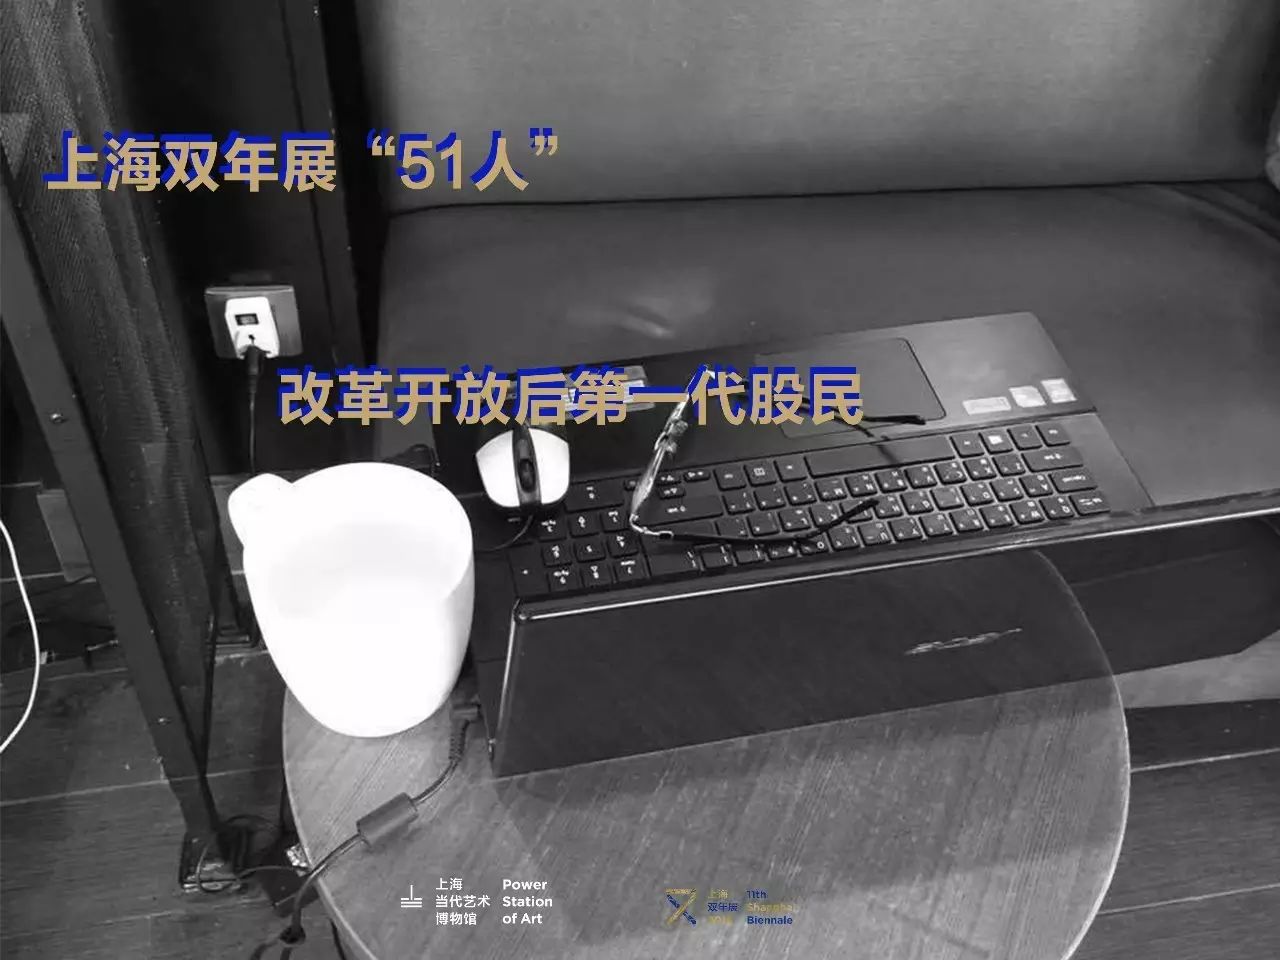 上海双年展“51人”
改革开放后第一代股民
acer
上海
当代艺术
博物馆
Power
Station
of Art
上海
双年展
2016
11th
Shanghai
Biennale